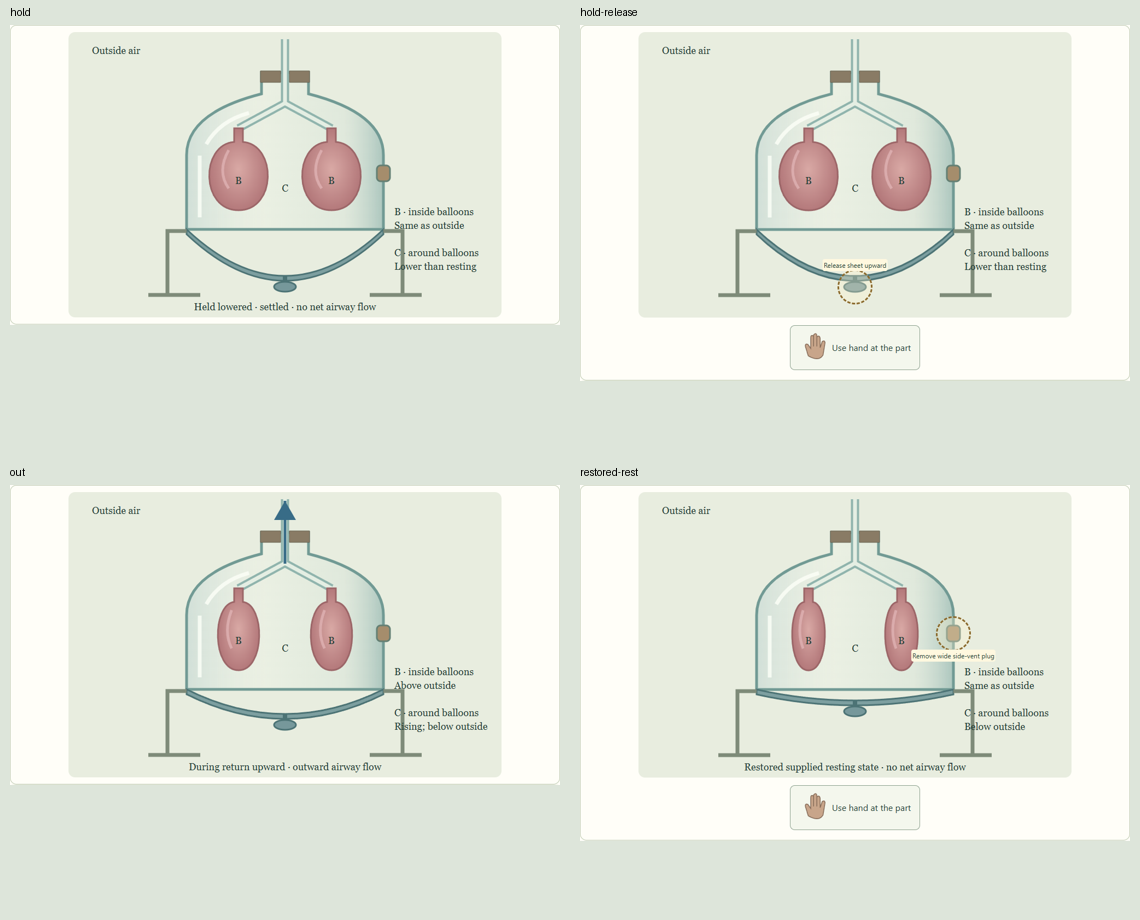 hold
Outside air
B
C
B
B · inside balloons
Same as outside
C · around balloons
Lower than resting
Held lowered · settled · no net airway flow
hold-release
Outside air
B
C
B
B · inside balloons
Same as outside
C · around balloons
Lower than resting
Release sheet upward
Use hand at the part
out
Outside air
B
C
B
B · inside balloons
Above outside
C · around balloons
Rising; below outside
During return upward · outward airway flow
restored-rest
Outside air
B
C
B
Remove wide side-vent plug
B · inside balloons
Same as outside
C · around balloons
Below outside
Restored supplied resting state · no net airway flow
Use hand at the part